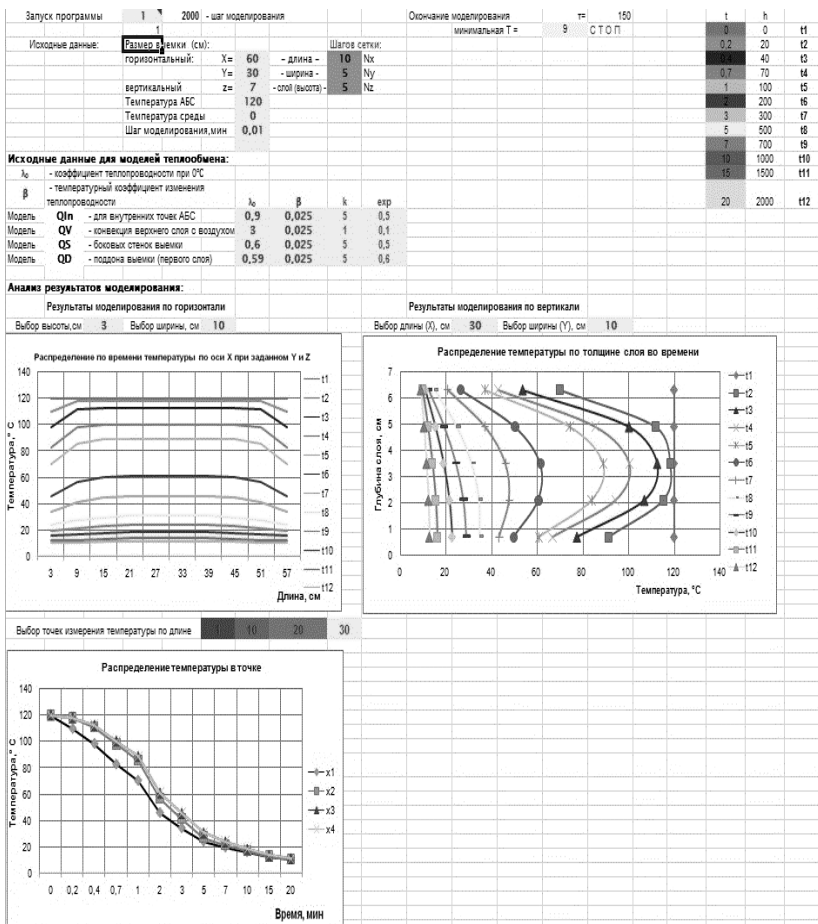 Запуск программы 1 2000 - шаг моделирования Окончание моделирования т= 150 t h
1 минимальная T = 9 С Т О П 0 0 t1
Исходные данные: Размер выемки (см): Шагов сетки: 0,2 20 t2
горизонтальный: X= 60 - длина - 10 Nx 0,4 40 t3
Y= 30 - ширина - 5 Ny 0,7 70 t4
вертикальный z= 7 - слой (высота) - 5 Nz 1 100 t5
Температура АБС 120 2 200 t6
Температура среды 0 3 300 t7
Шаг моделирования,мин 0,01 5 500 t8
7 700 t9
Исходные данные для моделей теплообмена: 10 1000 t10
λ₀ - коэффициент теплопроводности при 0ºС 15 1500 t11
β - температурный коэффициент изменения
теплопроводности λ₀ β k exp 20 2000 t12
Модель QIn - для внутренних точек АБС 0,9 0,025 5 0,5
Модель QV - конвекция верхнего слоя с воздухом 3 0,025 1 0,1
Модель QS - боковых стенок выемки 0,6 0,025 5 0,5
Модель QD - поддона выемки (первого слоя) 0,59 0,025 5 0,6
Анализ результатов моделирования:
Результаты моделирования по горизонтали Результаты моделирования по вертикали
Выбор высоты,см 3 Выбор ширины, см 10 Выбор длины (X), см 30 Выбор ширины (Y), см 10
Распределение по времени температуры по оси X при заданном Y и Z
Температура,° С
140
120
100
80
60
40
20
0
3 9 15 21 27 33 39 45 51 57
Длина, см
t1
t2
t3
t4
t5
t6
t7
t8
t9
t10
t11
t12
Распределение температуры по толщине слоя во времени
Глубина слоя, см
7
6
5
4
3
2
1
0
0 20 40 60 80 100 120 140
Температура, °С
t1
t2
t3
t4
t5
t6
t7
t8
t9
t10
t11
t12
Выбор точек измерения температуры по длине 1 10 20 30
Распределение температуры в точке
Температура,° С
140
120
100
80
60
40
20
0
0 0,2 0,4 0,7 1 2 3 5 7 10 15 20
Время, мин
x1
x2
x3
x4